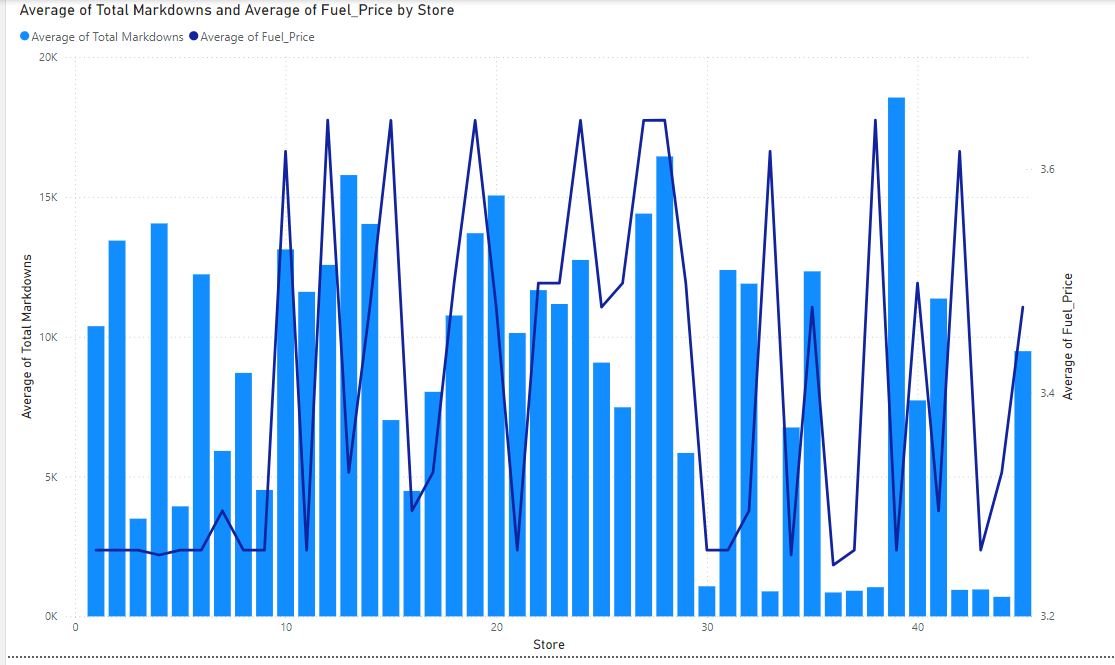 Average of Total Markdowns and Average of Fuel_Price by Store
Average of Total Markdowns Average of Fuel_Price
20K
15K
10K
5K
0K
Average of Total Markdowns
3.6
3.4
3.2
Average of Fuel_Price
0 10 20 30 40
Store